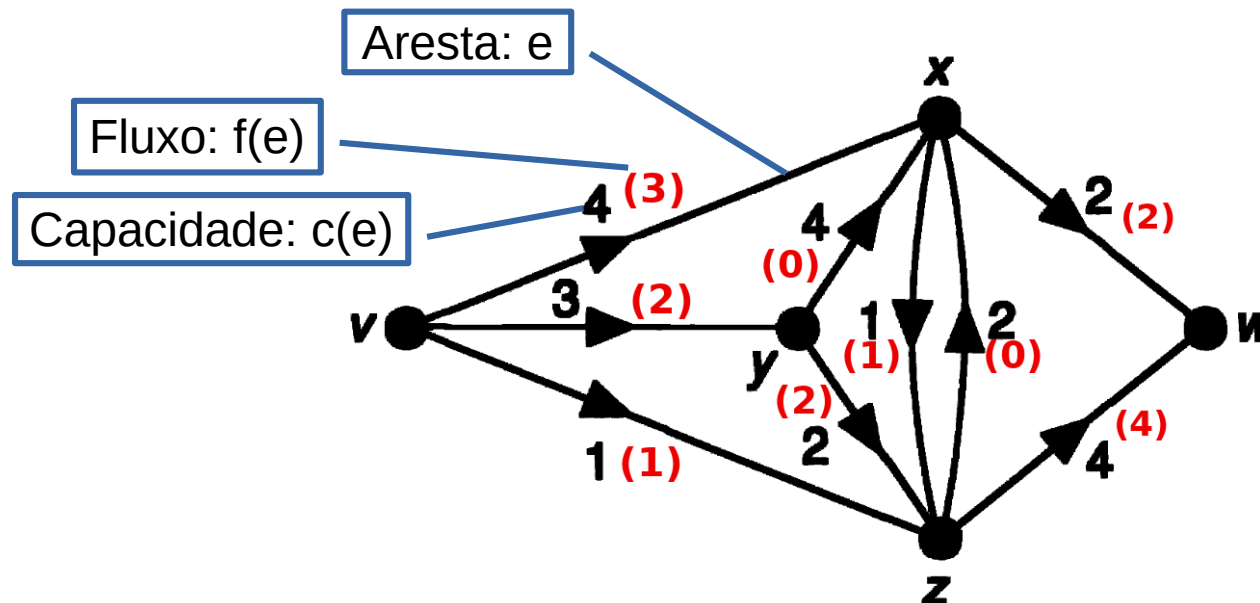 Aresta: e
x
Fluxo: f(e)
4 (3)
Capacidade: c(e)
4
2 (2)
(0)
3 (2)
v
1
2
w
y
(1)
(0)
(2)
(4)
2
4
1 (1)
z